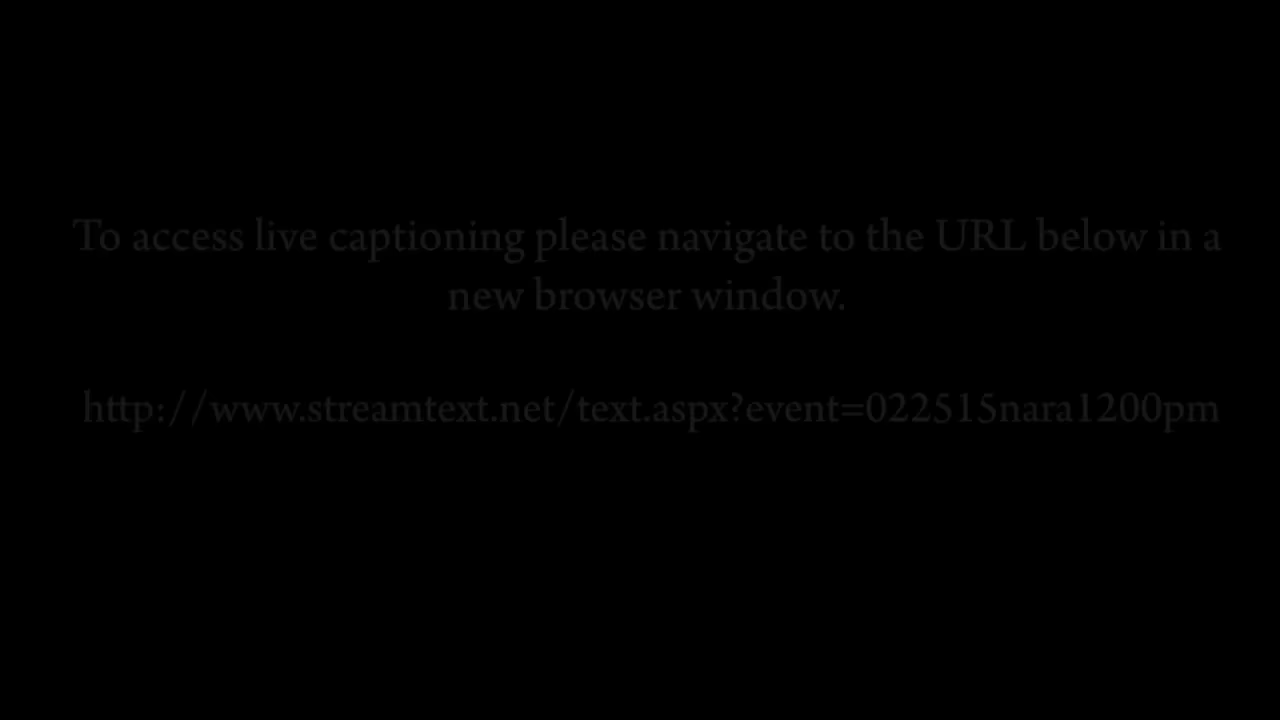 To access live captioning please navigate to the URL below in a
new browser window.
http://www.streamtext.net/text.aspx?event=022515nara1200pm